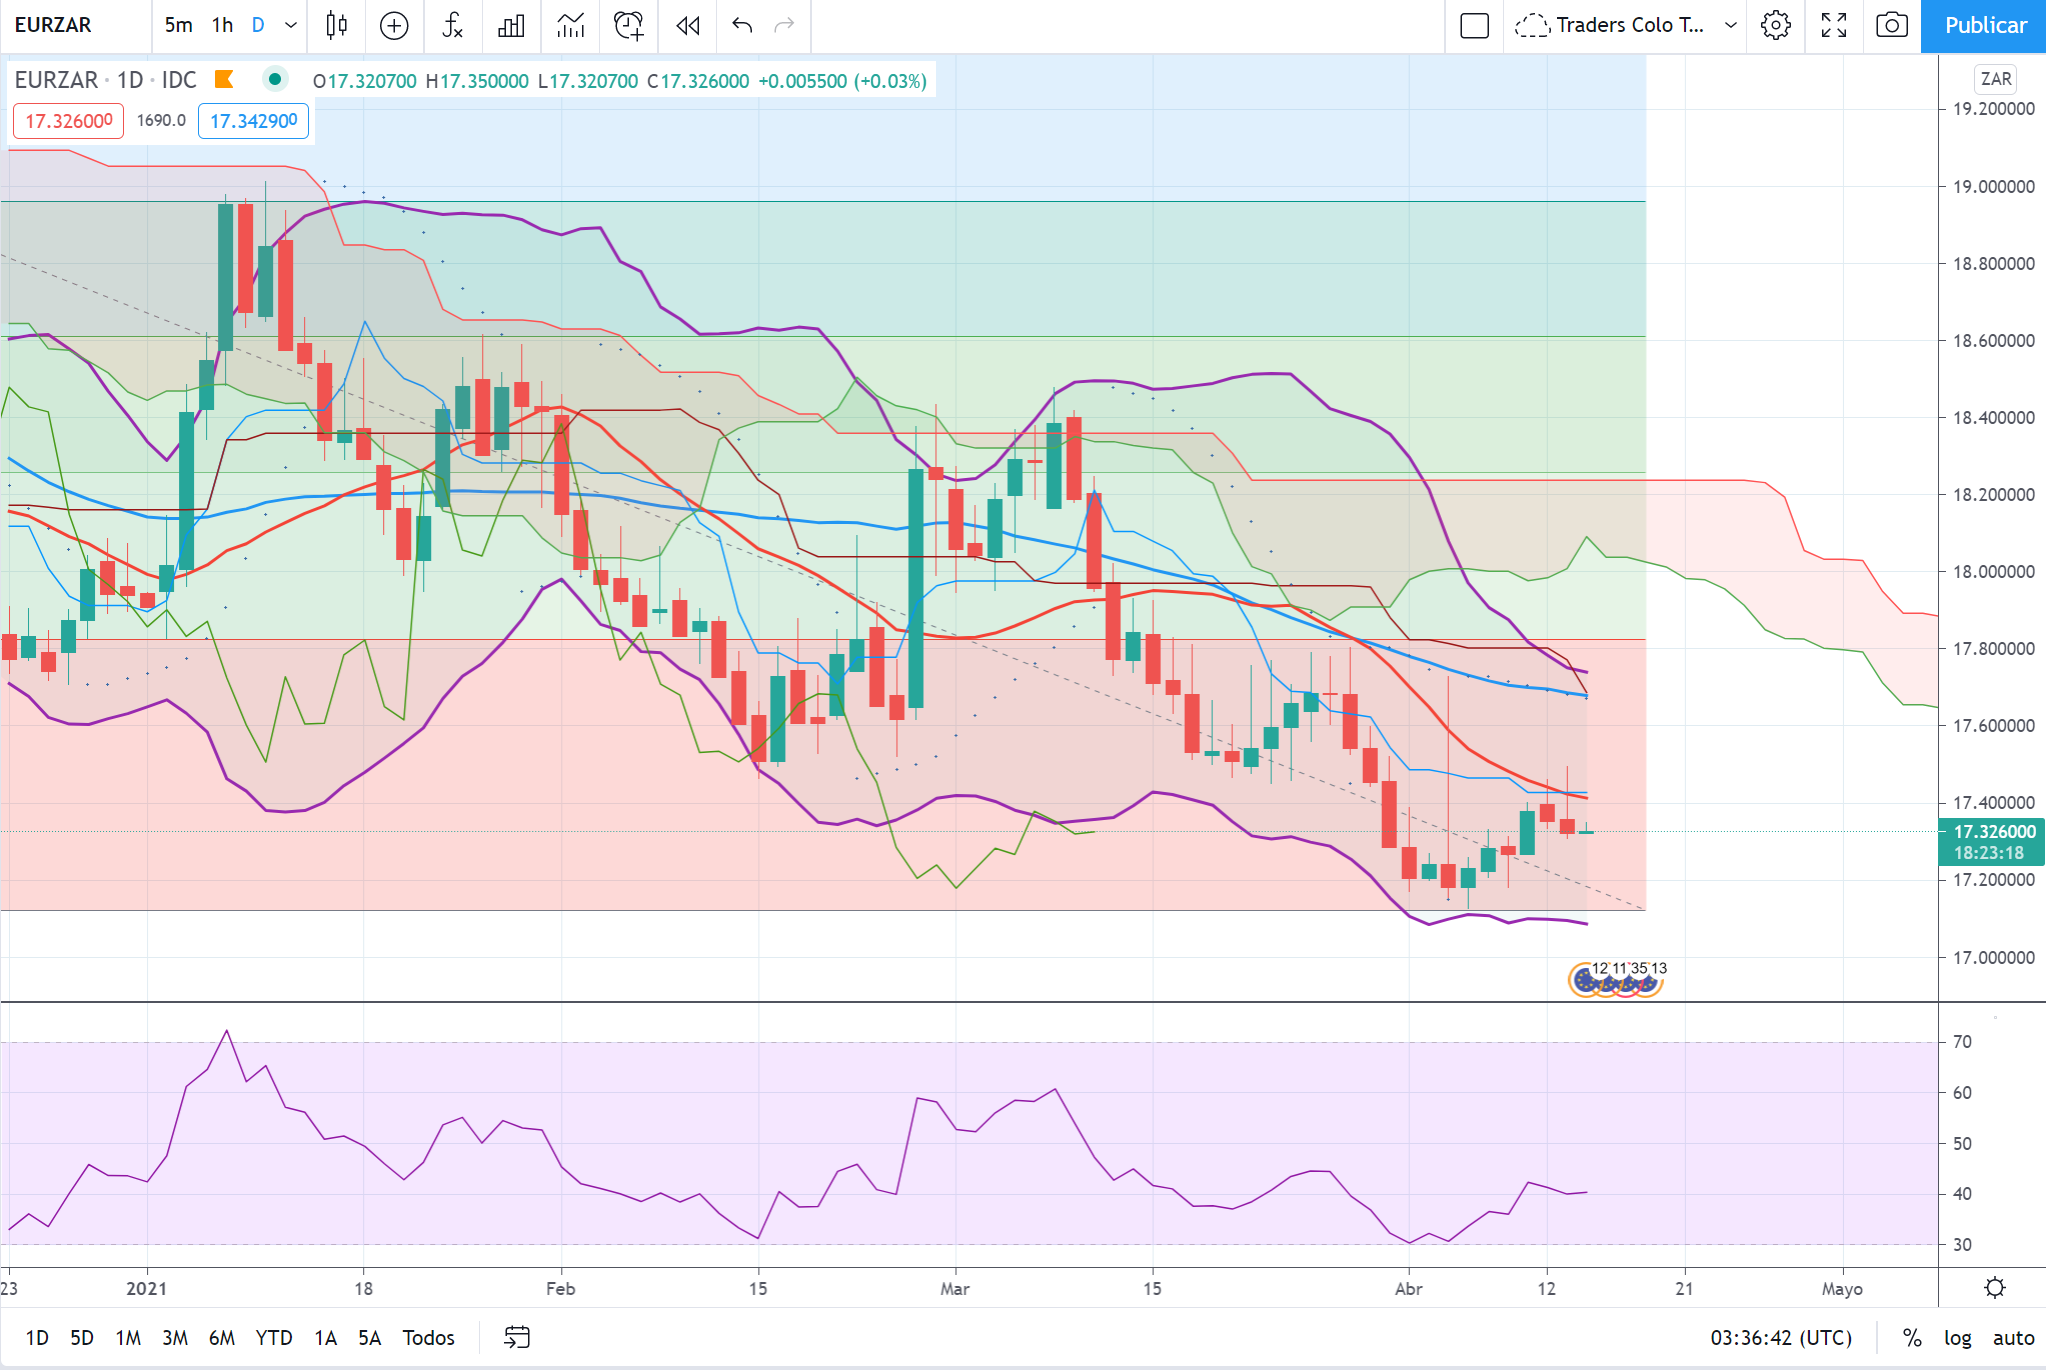 EURZAR 5m 1h D Traders Colo T... Publicar
EURZAR · 1D · IDC O17.320700 H17.350000 L17.320700 C17.326000 +0.005500 (+0.03%)
17.326000 1690.0 17.342900
ZAR
19.200000
19.000000
18.800000
18.600000
18.400000
18.200000
18.000000
17.800000
17.600000
17.400000
17.326000
18:23:18
17.200000
17.000000
12 11 35 13
70
60
50
40
30
23 2021 18 Feb 15 Mar 15 Abr 12 21 Mayo
1D 5D 1M 3M 6M YTD 1A 5A Todos 03:36:42 (UTC) % log auto